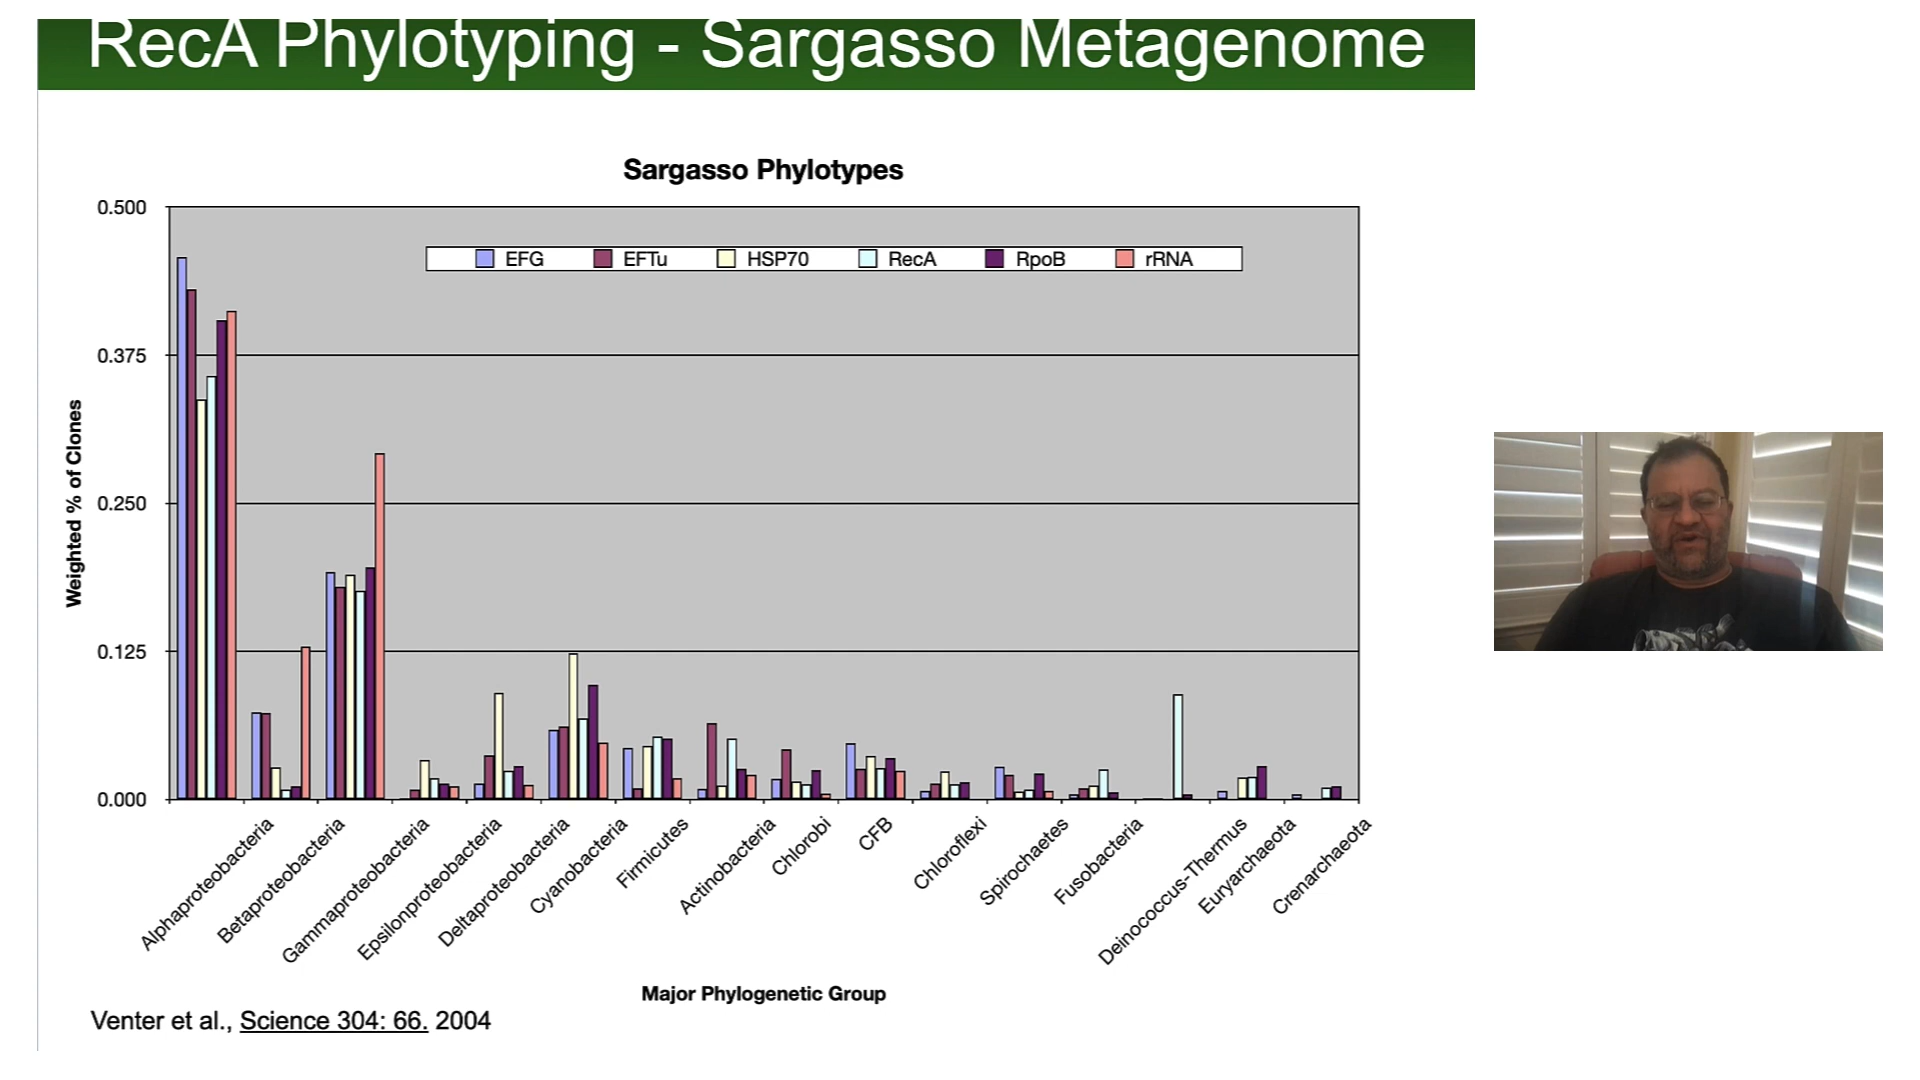 RecA Phylotyping - Sargasso Metagenome
Sargasso Phylotypes
0.500
0.375
0.250
0.125
0.000
Weighted % of Clones
EFG EFTu HSP70 RecA RpoB rRNA
Alphaproteobacteria
Betaproteobacteria
Gammaproteobacteria
Epsilonproteobacteria
Deltaproteobacteria
Cyanobacteria
Firmicutes
Actinobacteria
Chlorobi
CFB
Chloroflexi
Spirochaetes
Fusobacteria
Deinococcus-Thermus
Euryarchaeota
Crenarchaeota
Major Phylogenetic Group
Venter et al., Science 304: 66. 2004